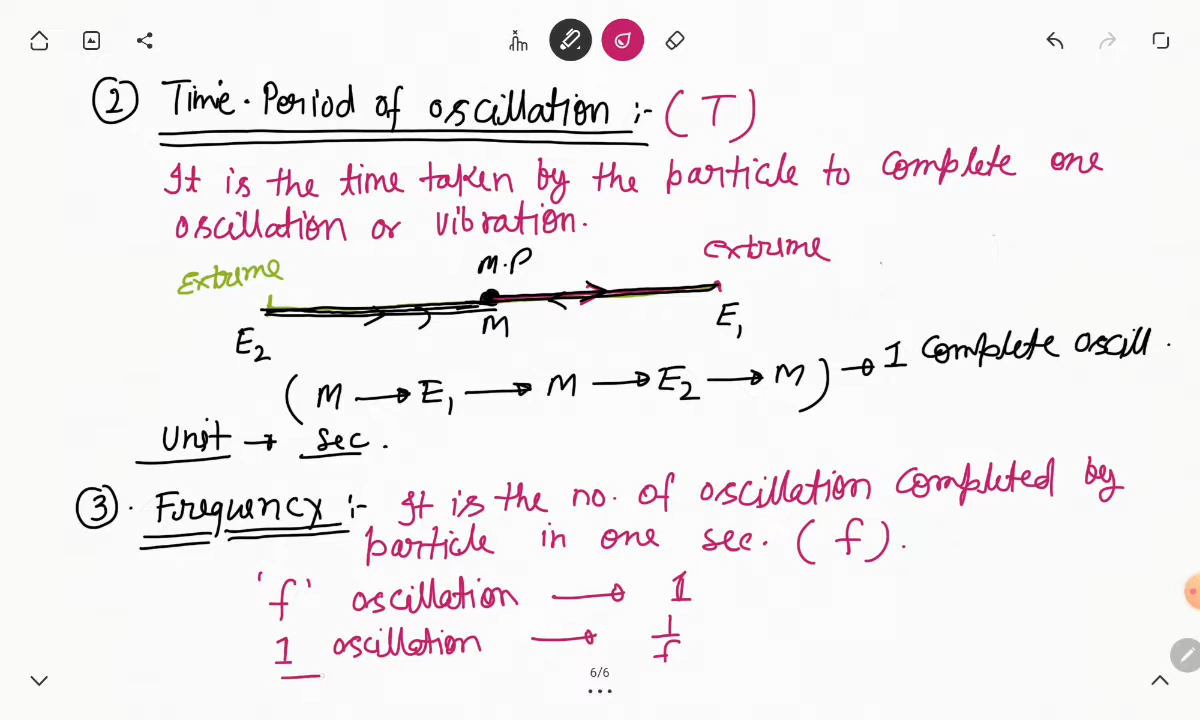 ② Time-Period of oscillation :- (T)
It is the time taken by the particle to complete one
oscillation or vibration.
Extrume M.P extrume
E₂ M E₁
(M → E₁ → M → E₂ → M) → 1 complete oscill.
Unit → sec.
③. Frequency :- It is the no. of oscillation completed by
particle in one sec. (f).
'f' oscillation → 1
1 oscillation → 1/f
6/6